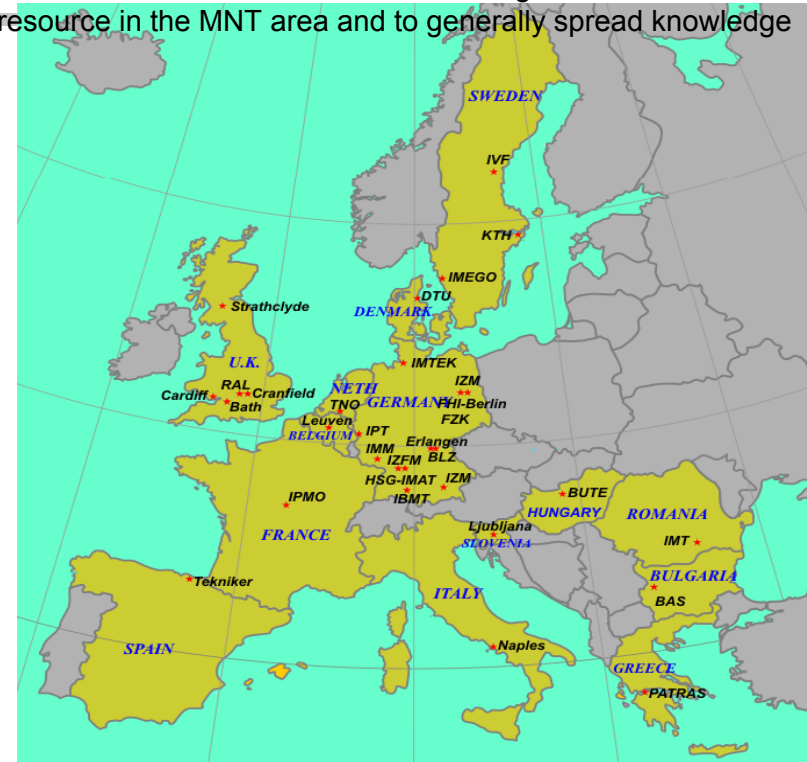 resource in the MNT area and to generally spread knowledge
SWEDEN
IVF
KTH
IMEGO
DTU
DENMARK
Strathclyde
U.K.
IMTEK
RAL
Cardiff
Cranfield
Bath
NETH
TNO
GERMANY
IZM
HHI-Berlin
FZK
Leuven
BELGIUM
IPT
Erlangen
BLZ
IMM
IZFM
HSG-IMAT
IZM
IBMT
IPMO
FRANCE
BUTE
HUNGARY
ROMANIA
IMT
Ljubljana
SLOVENIA
Tekniker
ITALY
BULGARIA
BAS
SPAIN
Naples
GREECE
PATRAS